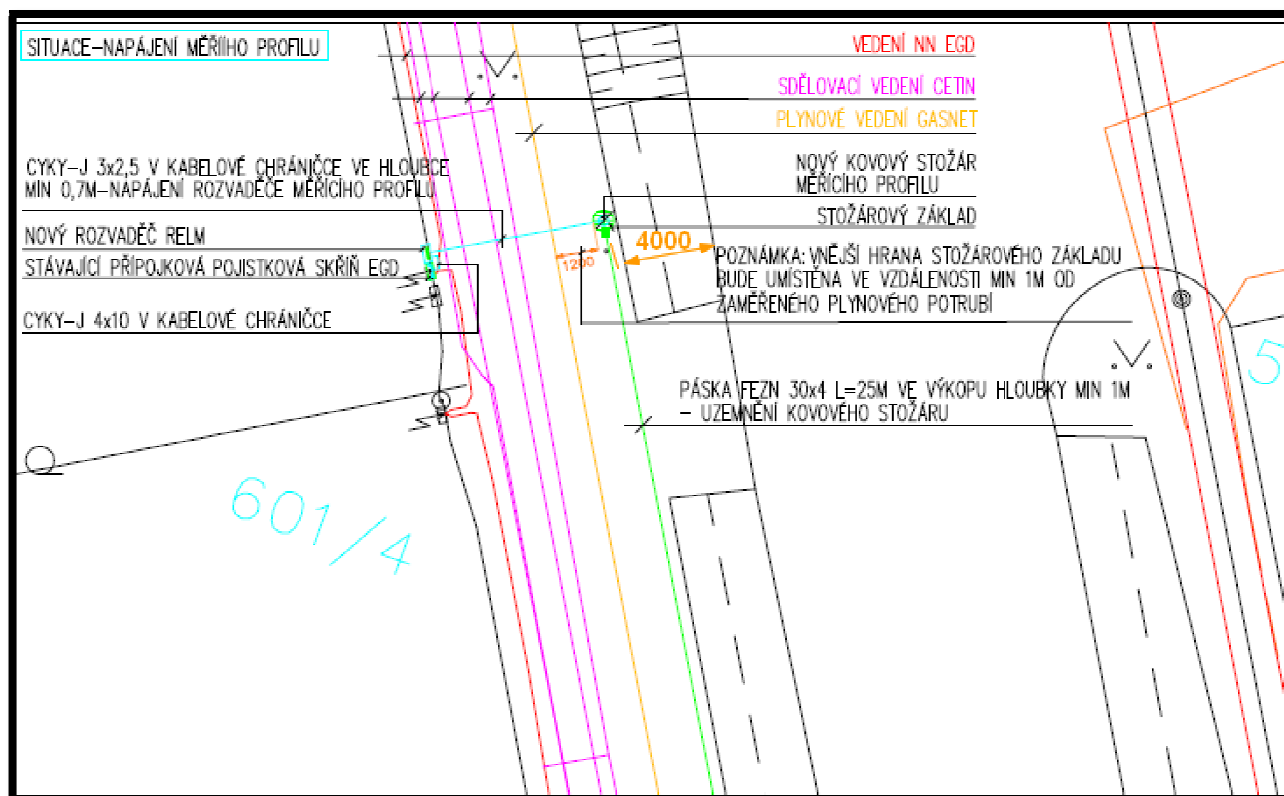 SITUACE-NAPÁJENÍ MĚŘIÍHO PROFILU
VEDENÍ NN EGD
SDĚLOVACÍ VEDENÍ CETIN
PLYNOVÉ VEDENÍ GASNET
CYKY-J 3x2,5 V KABELOVÉ CHRÁNIČCE VE HLOUBCE
MIN 0,7M-NAPÁJENÍ ROZVADĚČE MĚŘÍCÍHO PROFILU
NOVÝ KOVOVÝ STOŽÁR
MĚŘÍCÍHO PROFILU
STOŽÁROVÝ ZÁKLAD
NOVÝ ROZVADĚČ RELM
STÁVAJÍCÍ PŘÍPOJKOVÁ POJISTKOVÁ SKŘÍŇ EGD
4000
1200
POZNÁMKA: VNĚJŠÍ HRANA STOŽÁROVÉHO ZÁKLADU
BUDE UMÍSTĚNA VE VZDÁLENOSTI MIN 1M OD
ZAMĚŘENÉHO PLYNOVÉHO POTRUBÍ
CYKY-J 4x10 V KABELOVÉ CHRÁNIČCE
PÁSKA FEZN 30x4 L=25M VE VÝKOPU HLOUBKY MIN 1M
- UZEMNĚNÍ KOVOVÉHO STOŽÁRU
5
601/4